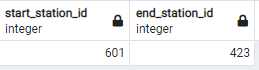 start_station_id end_station_id
integer integer
601 423